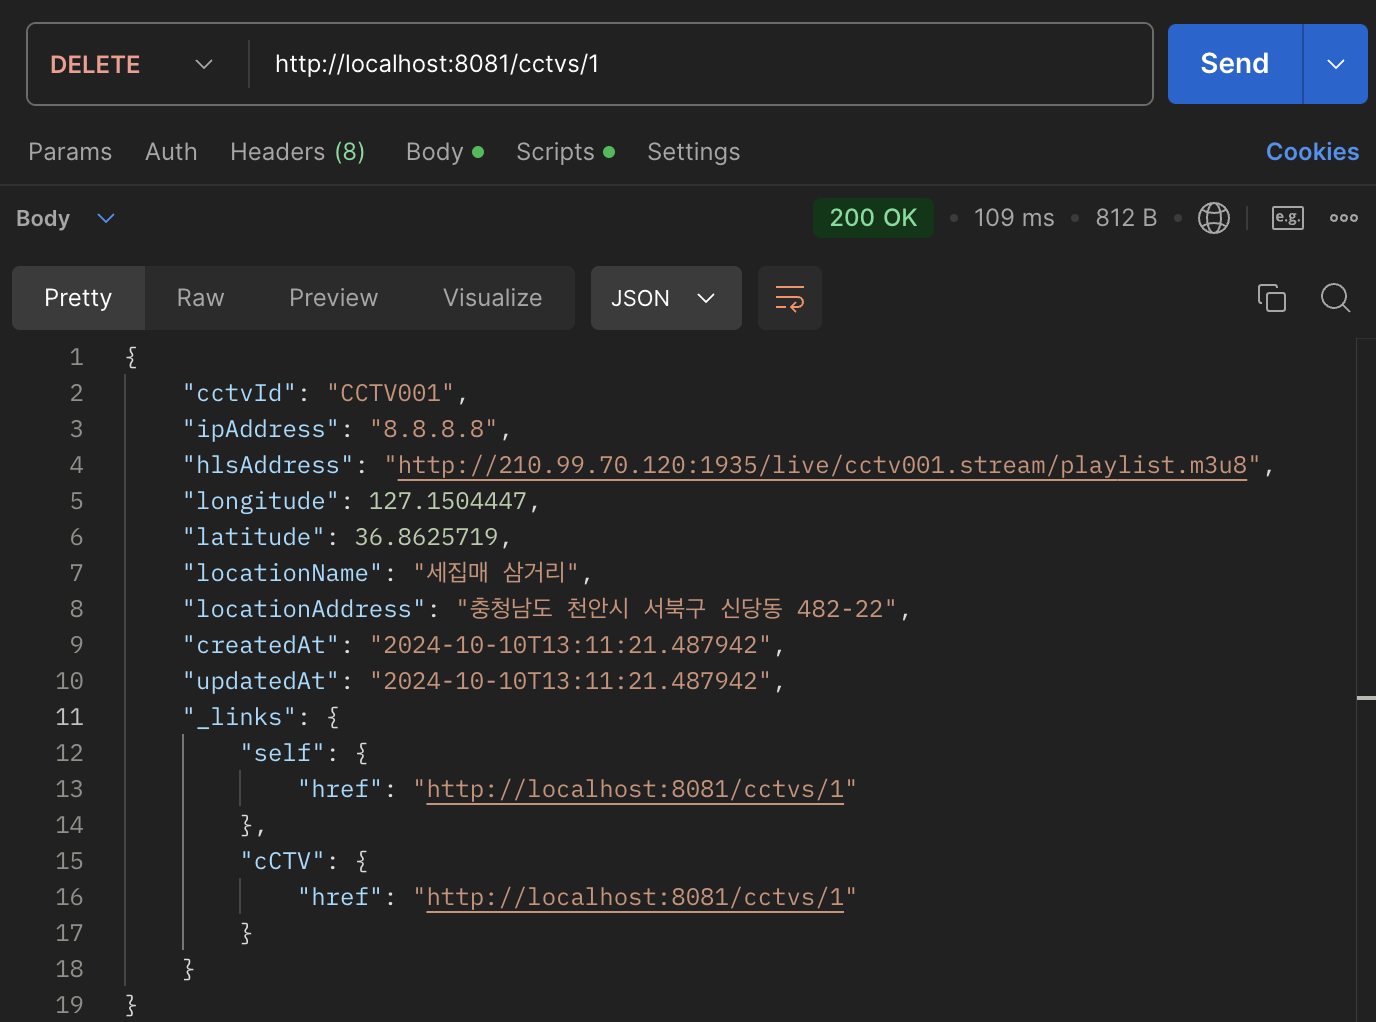 DELETE http://localhost:8081/cctvs/1 Send
Params Auth Headers (8) Body Scripts Settings Cookies
Body 200 OK 109 ms 812 B e.g.
Pretty Raw Preview Visualize JSON
1 {
2 "cctvId": "CCTV001",
3 "ipAddress": "8.8.8.8",
4 "hlsAddress": "http://210.99.70.120:1935/live/cctv001.stream/playlist.m3u8",
5 "longitude": 127.1504447,
6 "latitude": 36.8625719,
7 "locationName": "세집매 삼거리",
8 "locationAddress": "충청남도 천안시 서북구 신당동 482-22",
9 "createdAt": "2024-10-10T13:11:21.487942",
10 "updatedAt": "2024-10-10T13:11:21.487942",
11 "_links": {
12 "self": {
13 "href": "http://localhost:8081/cctvs/1"
14 },
15 "cCTV": {
16 "href": "http://localhost:8081/cctvs/1"
17 }
18 }
19 }